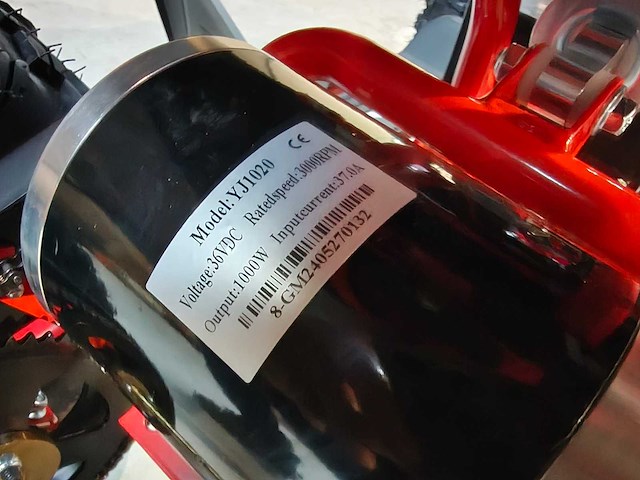 CE
Model:YJ1020
Voltage:36VDC Ratedspeed:3000RPM
Output:1000W Inputcurrent:37.0A
8-GM2405270132